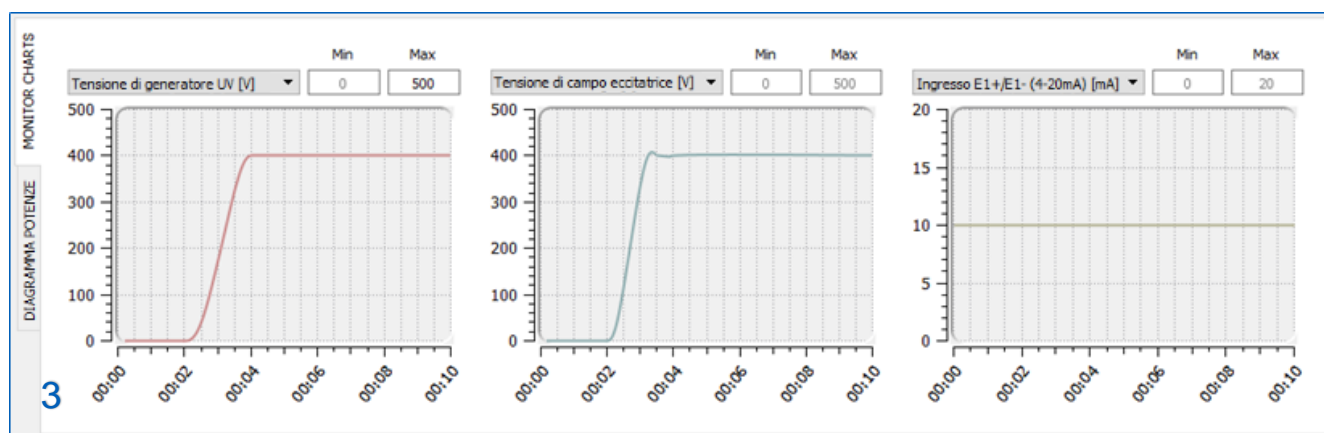 MONITOR CHARTS
DIAGRAMMA POTENZE
Min Max
Tensione di generatore UV [V] 0 500
500
400
300
200
100
0
00:00 00:02 00:04 00:06 00:08 00:10
Min Max
Tensione di campo eccitatrice [V] 0 500
500
400
300
200
100
0
00:00 00:02 00:04 00:06 00:08 00:10
Min Max
Ingresso E1+/E1- (4-20mA) [mA] 0 20
20
15
10
5
0
00:00 00:02 00:04 00:06 00:08 00:10
3